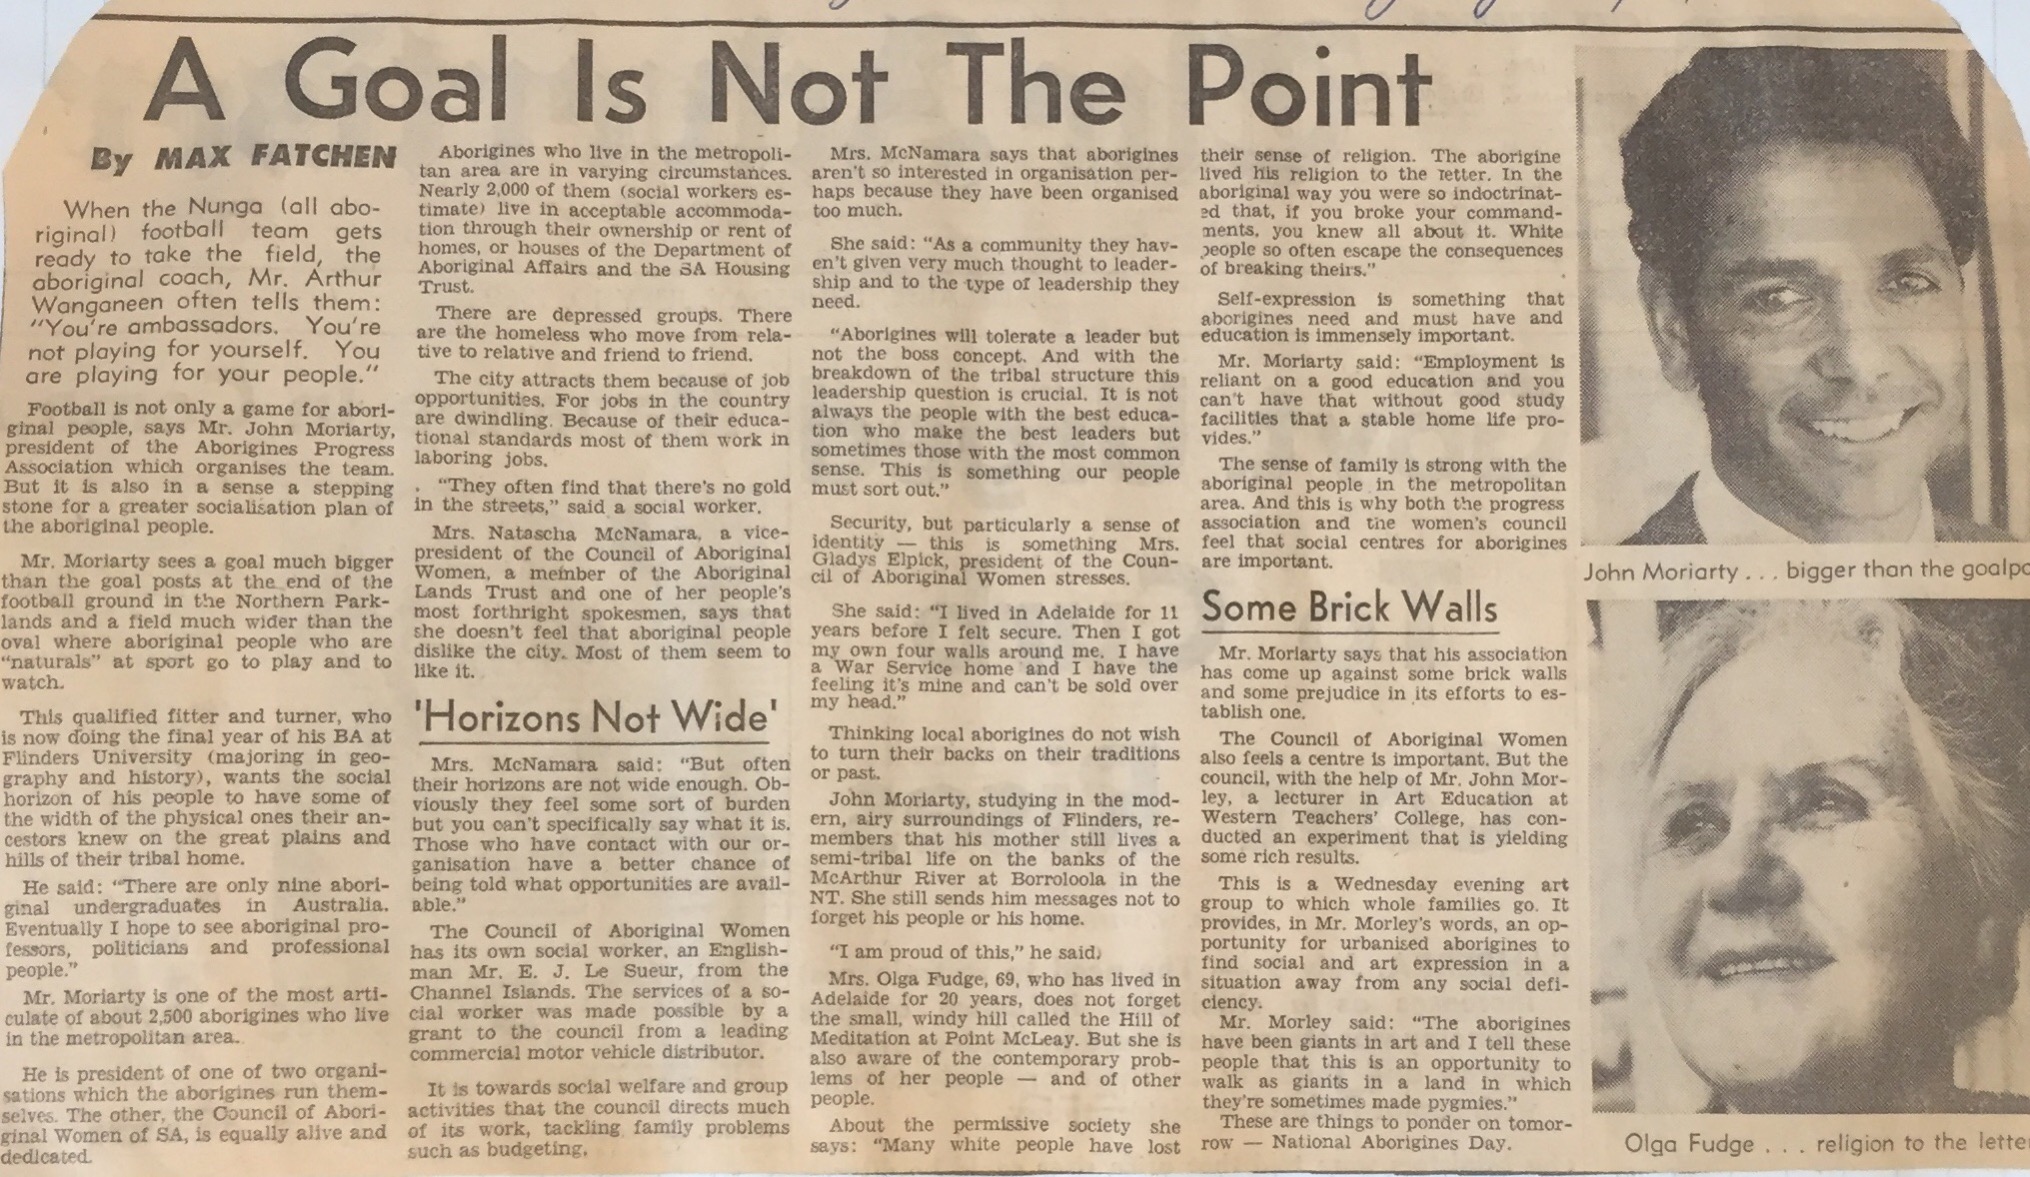 A Goal Is Not The Point
By MAX FATCHEN
When the Nunga (all abo-
riginal) football team gets
ready to take the field, the
aboriginal coach, Mr. Arthur
Wanganeen often tells them:
"You're ambassadors. You're
not playing for yourself. You
are playing for your people."
Football is not only a game for abori-
ginal people, says Mr. John Moriarty,
president of the Aborigines Progress
Association which organises the team.
But it is also in a sense a stepping
stone for a greater socialisation plan of
the aboriginal people.
Mr. Moriarty sees a goal much bigger
than the goal posts at the end of the
football ground in the Northern Park-
lands and a field much wider than the
oval where aboriginal people who are
"naturals" at sport go to play and to
watch.
This qualified fitter and turner, who
is now doing the final year of his BA at
Flinders University (majoring in geo-
graphy and history), wants the social
horizon of his people to have some of
the width of the physical ones their an-
cestors knew on the great plains and
hills of their tribal home.
He said: "There are only nine abori-
ginal undergraduates in Australia.
Eventually I hope to see aboriginal pro-
fessors, politicians and professional
people."
Mr. Moriarty is one of the most arti-
culate of about 2,500 aborigines who live
in the metropolitan area.
He is president of one of two organi-
sations which the aborigines run them-
selves. The other, the Council of Abori-
ginal Women of SA, is equally alive and
dedicated.
Aborigines who live in the metropoli-
tan area are in varying circumstances.
Nearly 2,000 of them (social workers es-
timate) live in acceptable accommoda-
tion through their ownership or rent of
homes, or houses of the Department of
Aboriginal Affairs and the SA Housing
Trust.
There are depressed groups. There
are the homeless who move from rela-
tive to relative and friend to friend.
The city attracts them because of job
opportunities. For jobs in the country
are dwindling. Because of their educa-
tional standards most of them work in
laboring jobs.
"They often find that there's no gold
in the streets," said a social worker.
Mrs. Natascha McNamara, a vice-
president of the Council of Aboriginal
Women, a member of the Aboriginal
Lands Trust and one of her people's
most forthright spokesmen, says that
she doesn't feel that aboriginal people
dislike the city. Most of them seem to
like it.
'Horizons Not Wide'
Mrs. McNamara said: "But often
their horizons are not wide enough. Ob-
viously they feel some sort of burden
but you can't specifically say what it is.
Those who have contact with our or-
ganisation have a better chance of
being told what opportunities are avail-
able."
The Council of Aboriginal Women
has its own social worker, an English-
man Mr. E. J. Le Sueur, from the
Channel Islands. The services of a so-
cial worker was made possible by a
grant to the council from a leading
commercial motor vehicle distributor.
It is towards social welfare and group
activities that the council directs much
of its work, tackling family problems
such as budgeting.
Mrs. McNamara says that aborigines
aren't so interested in organisation per-
haps because they have been organised
too much.
She said: "As a community they hav-
en't given very much thought to leader-
ship and to the type of leadership they
need.
"Aborigines will tolerate a leader but
not the boss concept. And with the
breakdown of the tribal structure this
leadership question is crucial. It is not
always the people with the best educa-
tion who make the best leaders but
sometimes those with the most common
sense. This is something our people
must sort out."
Security, but particularly a sense of
identity — this is something Mrs.
Gladys Elpick, president of the Coun-
cil of Aboriginal Women stresses.
She said: "I lived in Adelaide for 11
years before I felt secure. Then I got
my own four walls around me. I have
a War Service home and I have the
feeling it's mine and can't be sold over
my head."
Thinking local aborigines do not wish
to turn their backs on their traditions
or past.
John Moriarty, studying in the mod-
ern, airy surroundings of Flinders, re-
members that his mother still lives a
semi-tribal life on the banks of the
McArthur River at Borroloola in the
NT. She still sends him messages not to
forget his people or his home.
"I am proud of this," he said.
Mrs. Olga Fudge, 69, who has lived in
Adelaide for 20 years, does not forget
the small, windy hill called the Hill of
Meditation at Point McLeay. But she is
also aware of the contemporary prob-
lems of her people — and of other
people.
About the permissive society she
says: "Many white people have lost
their sense of religion. The aborigine
lived his religion to the letter. In the
aboriginal way you were so indoctrinat-
ed that, if you broke your command-
ments, you knew all about it. White
people so often escape the consequences
of breaking theirs."
Self-expression is something that
aborigines need and must have and
education is immensely important.
Mr. Moriarty said: "Employment is
reliant on a good education and you
can't have that without good study
facilities that a stable home life pro-
vides."
The sense of family is strong with the
aboriginal people in the metropolitan
area. And this is why both the progress
association and the women's council
feel that social centres for aborigines
are important.
Some Brick Walls
Mr. Moriarty says that his association
has come up against some brick walls
and some prejudice in its efforts to es-
tablish one.
The Council of Aboriginal Women
also feels a centre is important. But the
council, with the help of Mr. John Mor-
ley, a lecturer in Art Education at
Western Teachers' College, has con-
ducted an experiment that is yielding
some rich results.
This is a Wednesday evening art
group to which whole families go. It
provides, in Mr. Morley's words, an op-
portunity for urbanised aborigines to
find social and art expression in a
situation away from any social defi-
ciency.
Mr. Morley said: "The aborigines
have been giants in art and I tell these
people that this is an opportunity to
walk as giants in a land in which
they're sometimes made pygmies."
These are things to ponder on tomor-
row — National Aborigines Day.
John Moriarty . . . bigger than the goalpo
Olga Fudge . . . religion to the lette